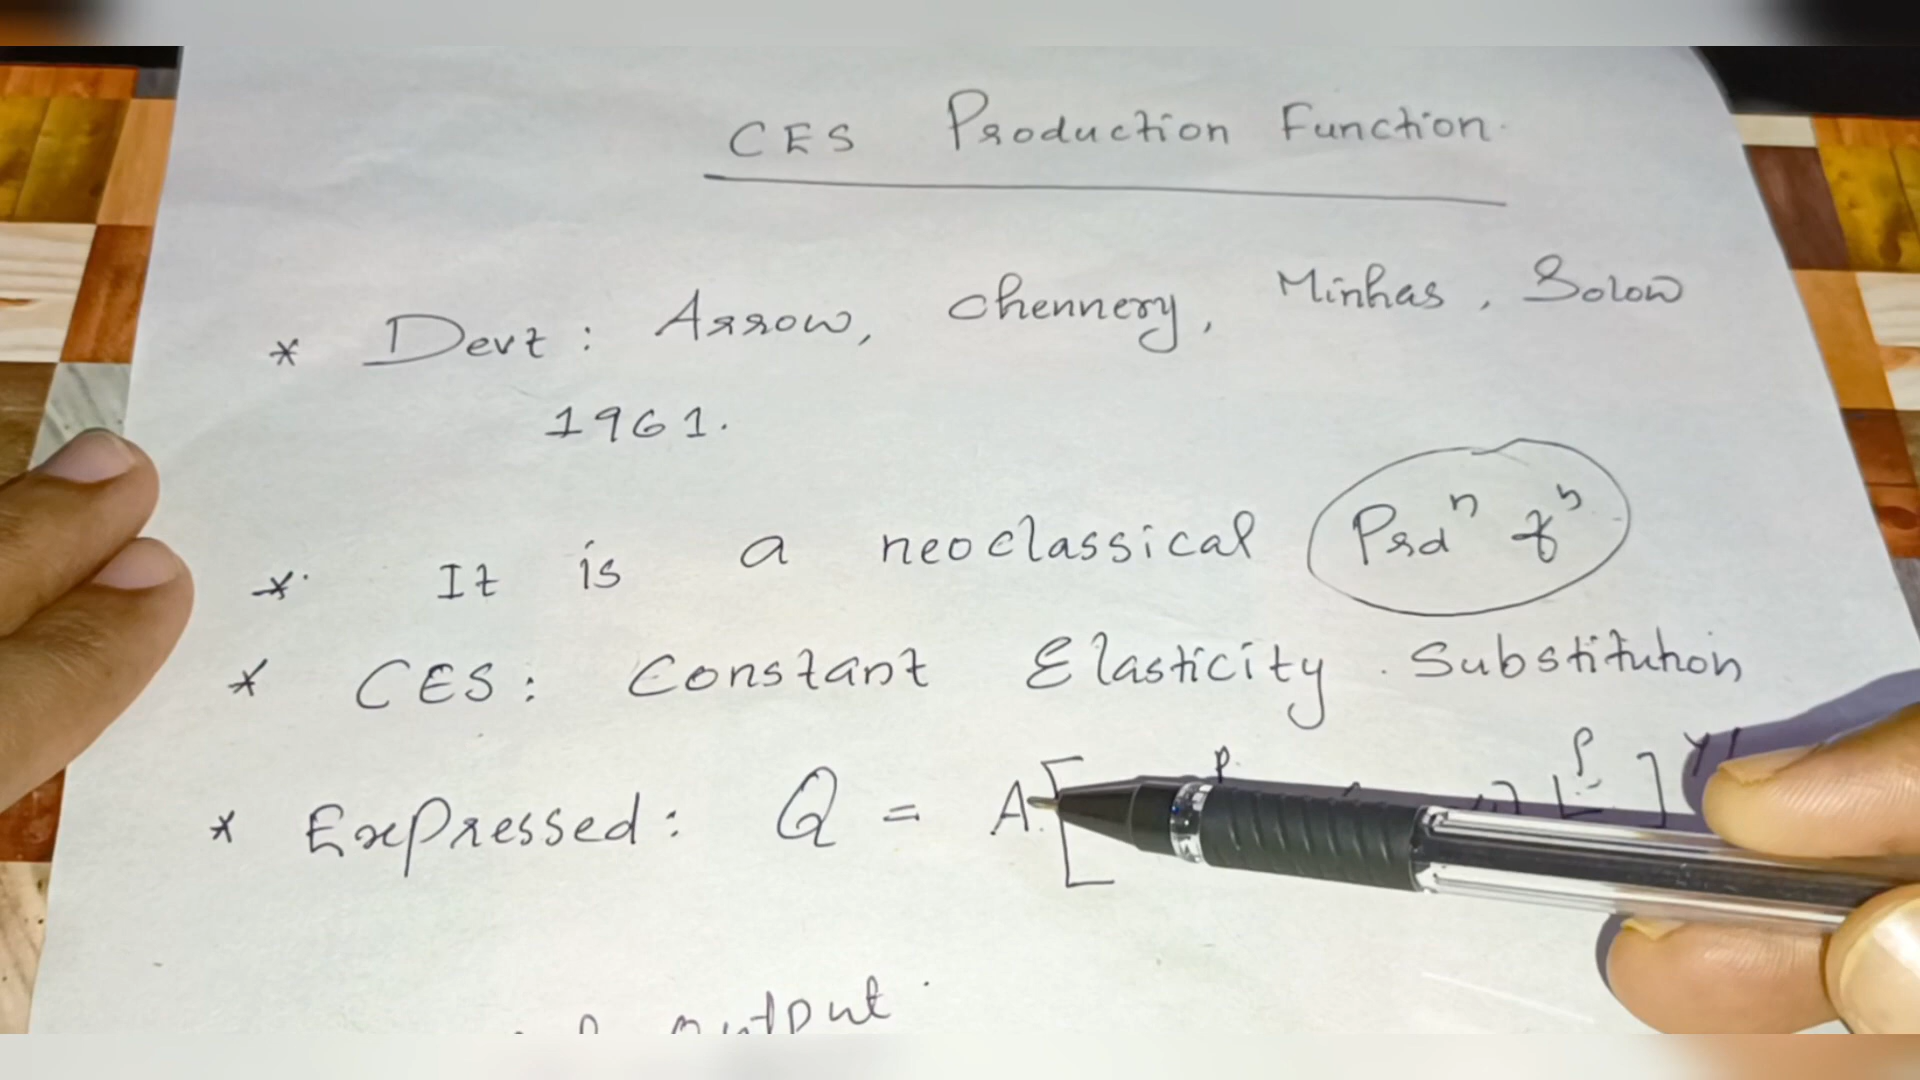 CES Production Function.
* Devt: Arrow, Chennery, Minhas, Solow
1961.
* It is a neoclassical Prdⁿ fⁿ
* CES: Constant Elasticity Substitution
* Expressed: Q = A.[
output.